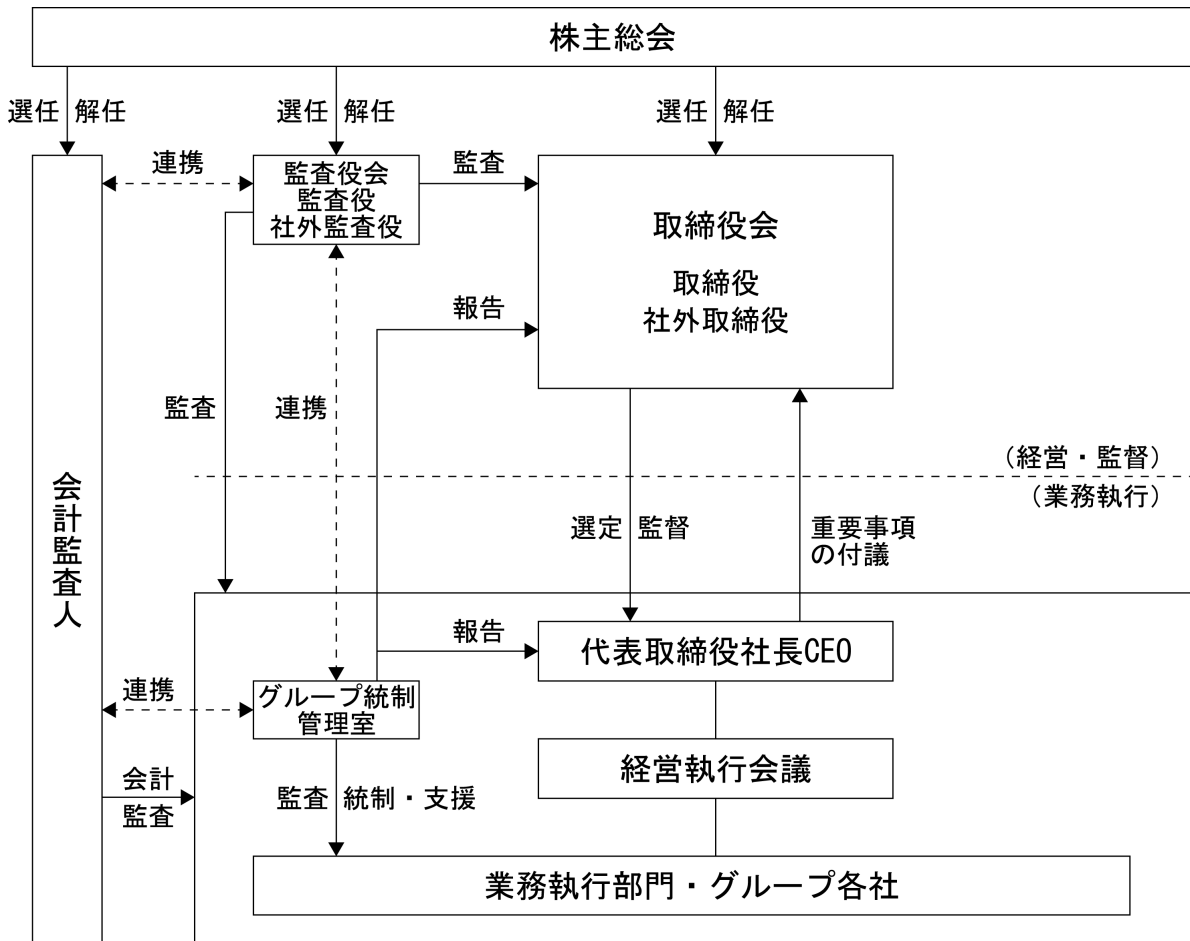 株主総会
選任 解任
選任 解任
選任 解任
連携
監査役会
監査役
社外監査役
監査
取締役会
取締役
社外取締役
報告
監査
連携
（経営・監督）
（業務執行）
会計監査人
選定 監督
重要事項
の付議
報告
代表取締役社長CEO
連携
グループ統制
管理室
経営執行会議
会計
監査
監査 統制・支援
業務執行部門・グループ各社